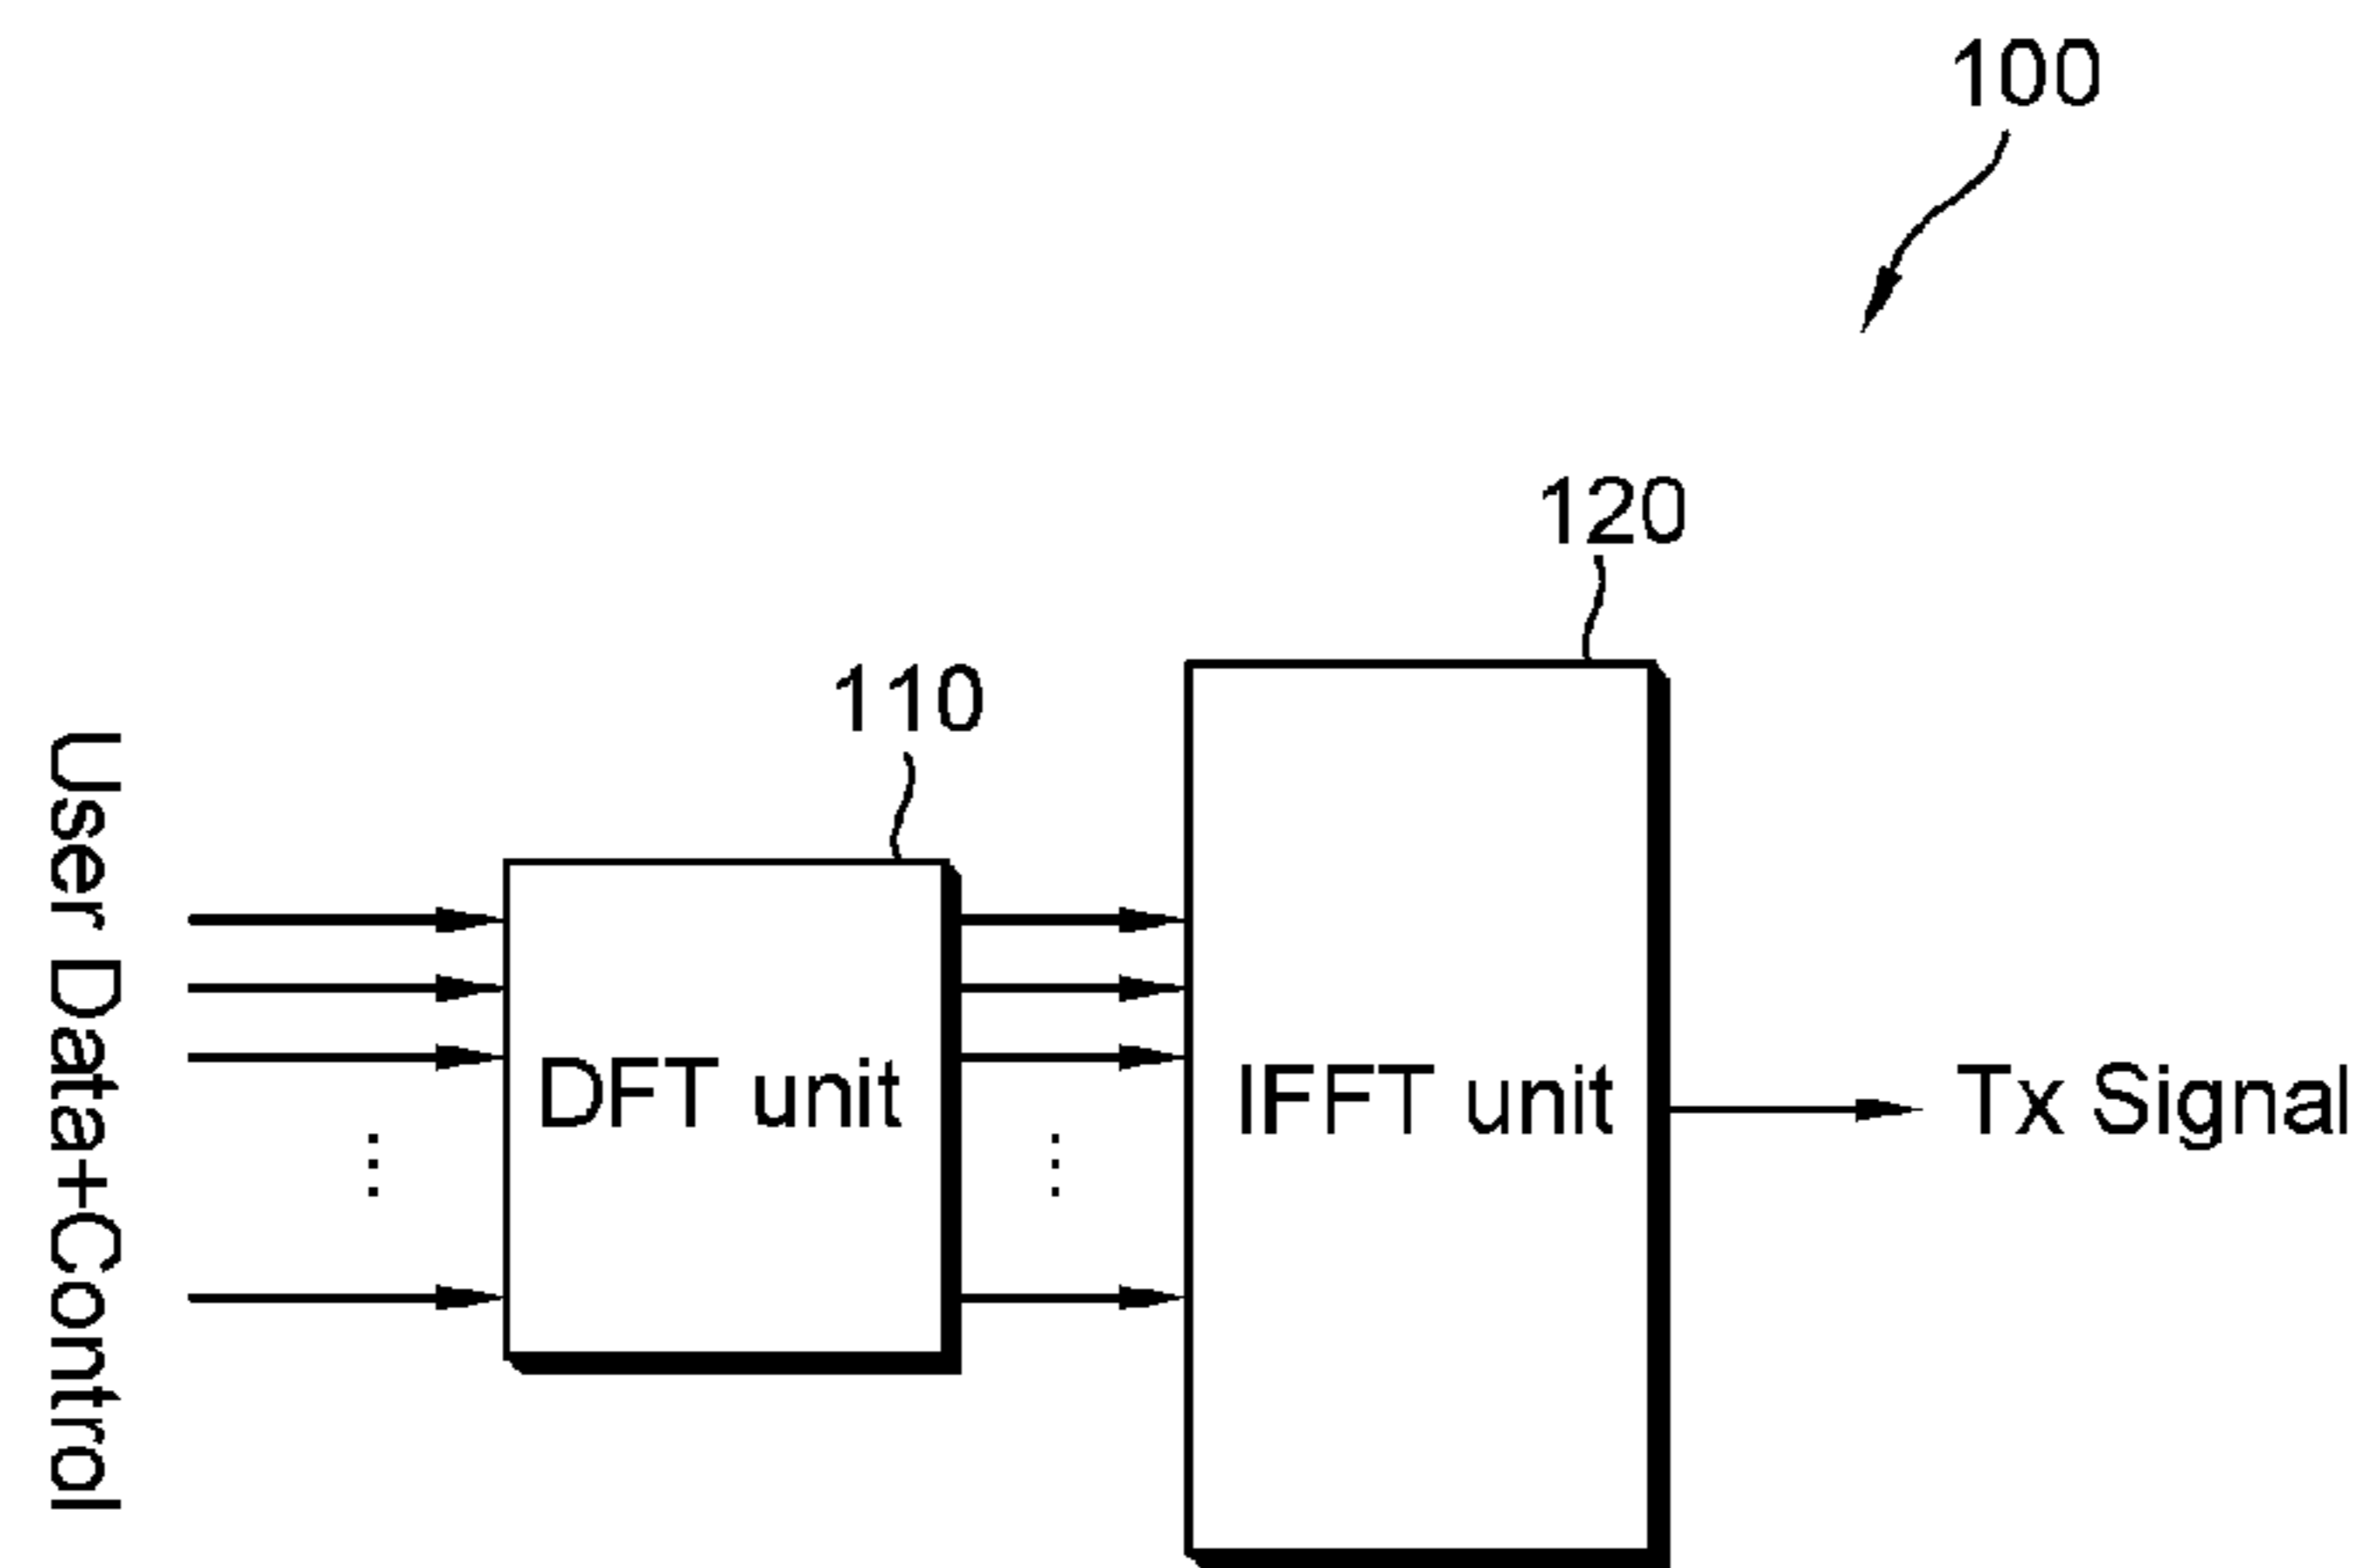 100
120
110
User Data+Control
DFT unit
IFFT unit
Tx Signal